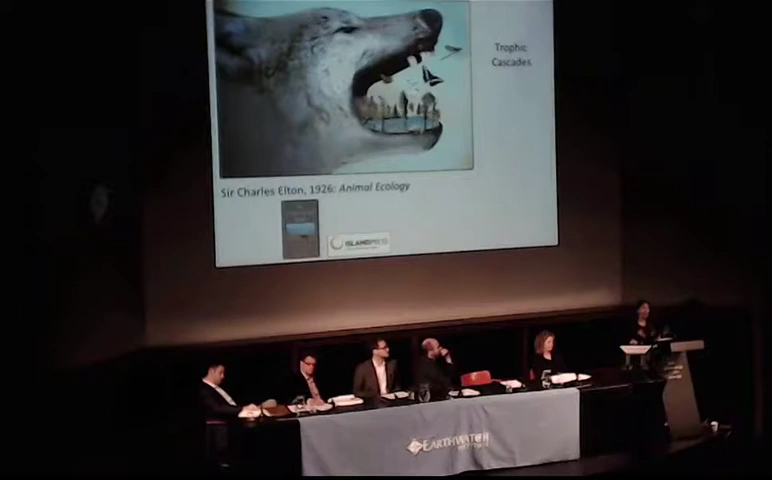 Trophic
Cascades
Sir Charles Elton, 1926: Animal Ecology
ISLANDPRESS
EARTHWATCH